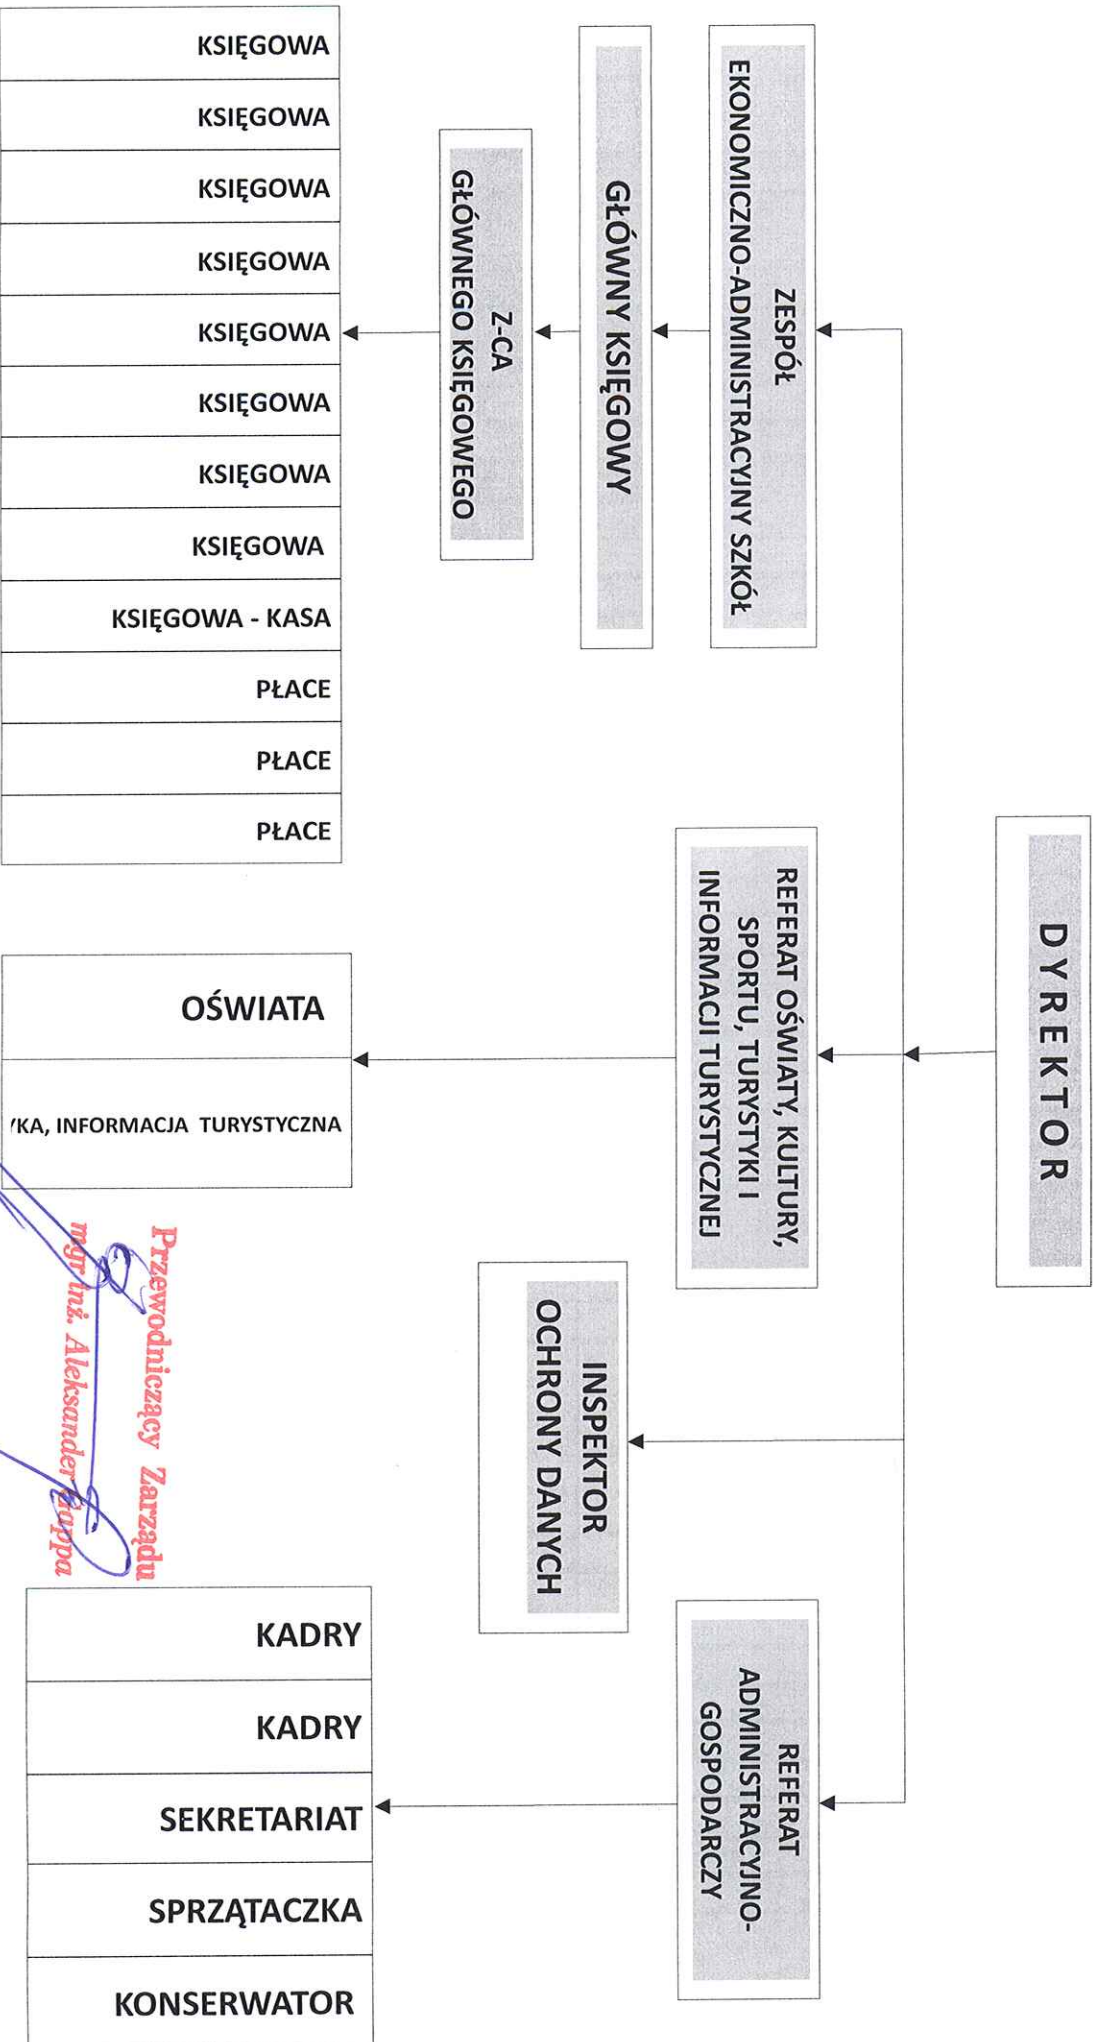 DYREKTOR
ZESPÓŁ
EKONOMICZNO-ADMINISTRACYJNY SZKÓŁ
GŁÓWNY KSIĘGOWY
Z-CA
GŁÓWNEGO KSIĘGOWEGO
KSIĘGOWA
KSIĘGOWA
KSIĘGOWA
KSIĘGOWA
KSIĘGOWA
KSIĘGOWA
KSIĘGOWA
KSIĘGOWA
KSIĘGOWA - KASA
PŁACE
PŁACE
PŁACE
REFERAT OŚWIATY, KULTURY,
SPORTU, TURYSTYKI I
INFORMACJI TURYSTYCZNEJ
OŚWIATA
YKA, INFORMACJA TURYSTYCZNA
INSPEKTOR
OCHRONY DANYCH
REFERAT
ADMINISTRACYJNO-
GOSPODARCZY
KADRY
KADRY
SEKRETARIAT
SPRZĄTACZKA
KONSERWATOR
Przewodniczący Zarządu
mgr inż. Aleksander